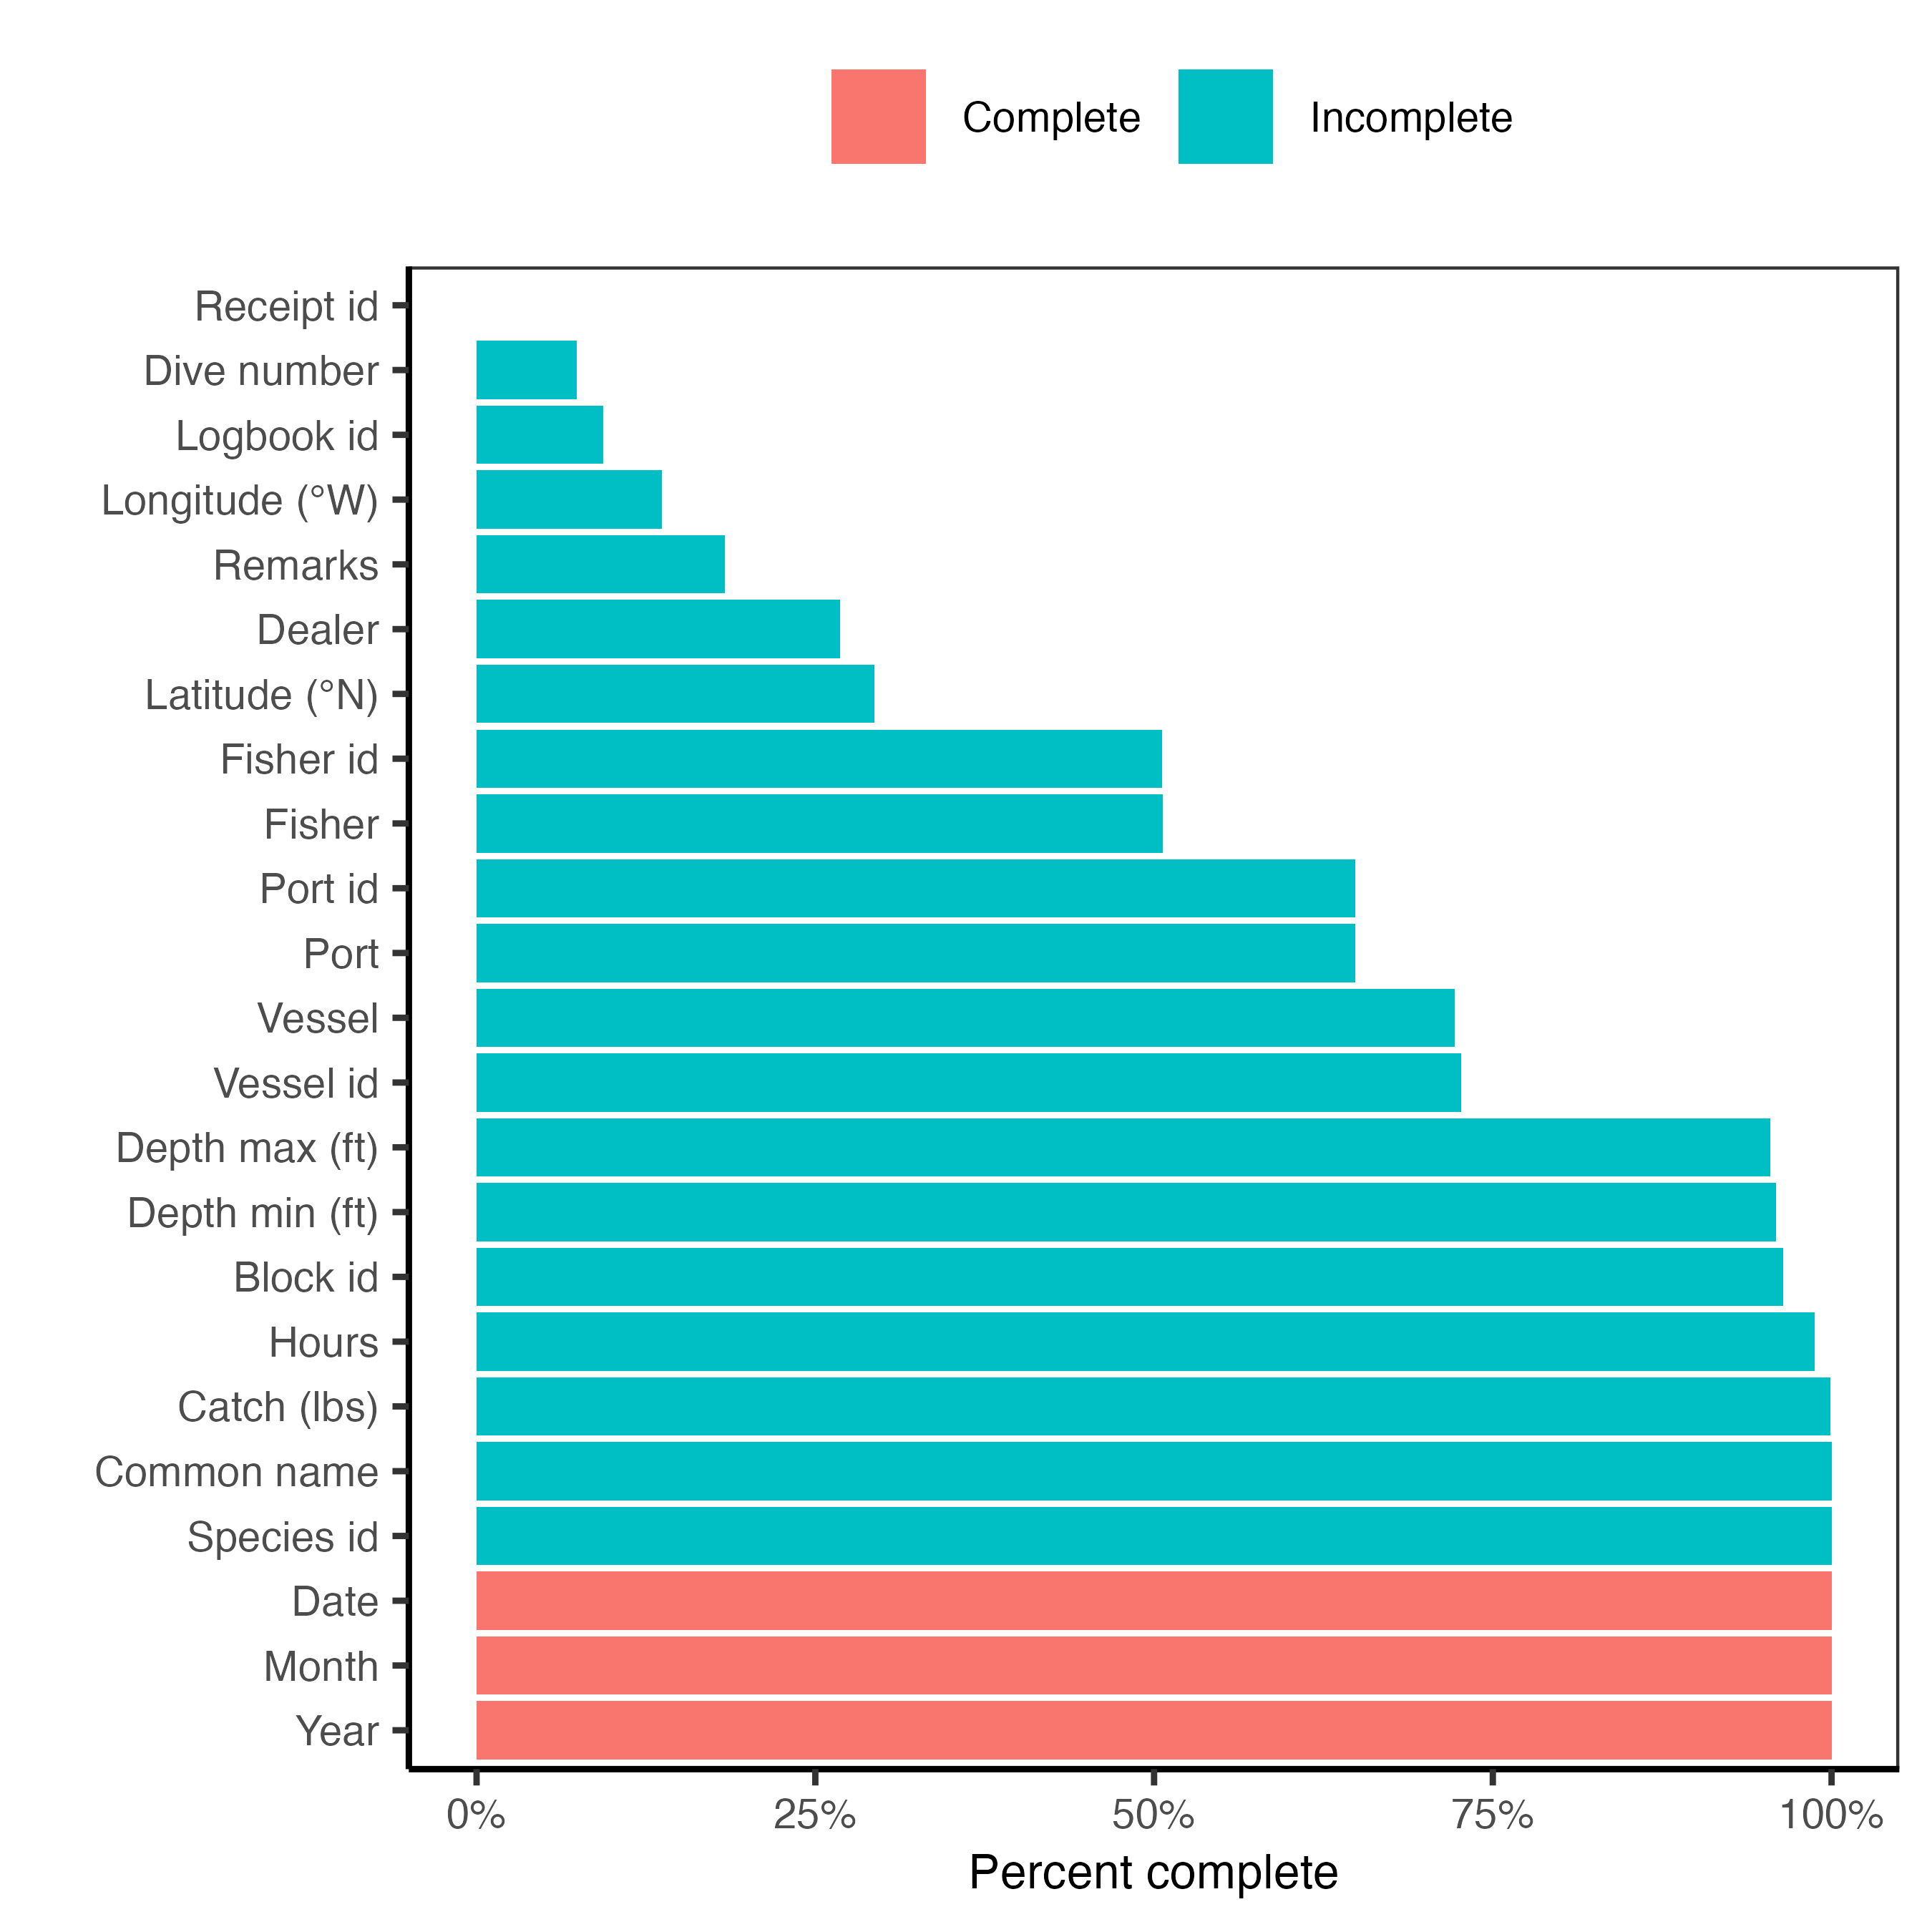 Complete Incomplete
Receipt id
Dive number
Logbook id
Longitude (°W)
Remarks
Dealer
Latitude (°N)
Fisher id
Fisher
Port id
Port
Vessel
Vessel id
Depth max (ft)
Depth min (ft)
Block id
Hours
Catch (lbs)
Common name
Species id
Date
Month
Year
0% 25% 50% 75% 100%
Percent complete